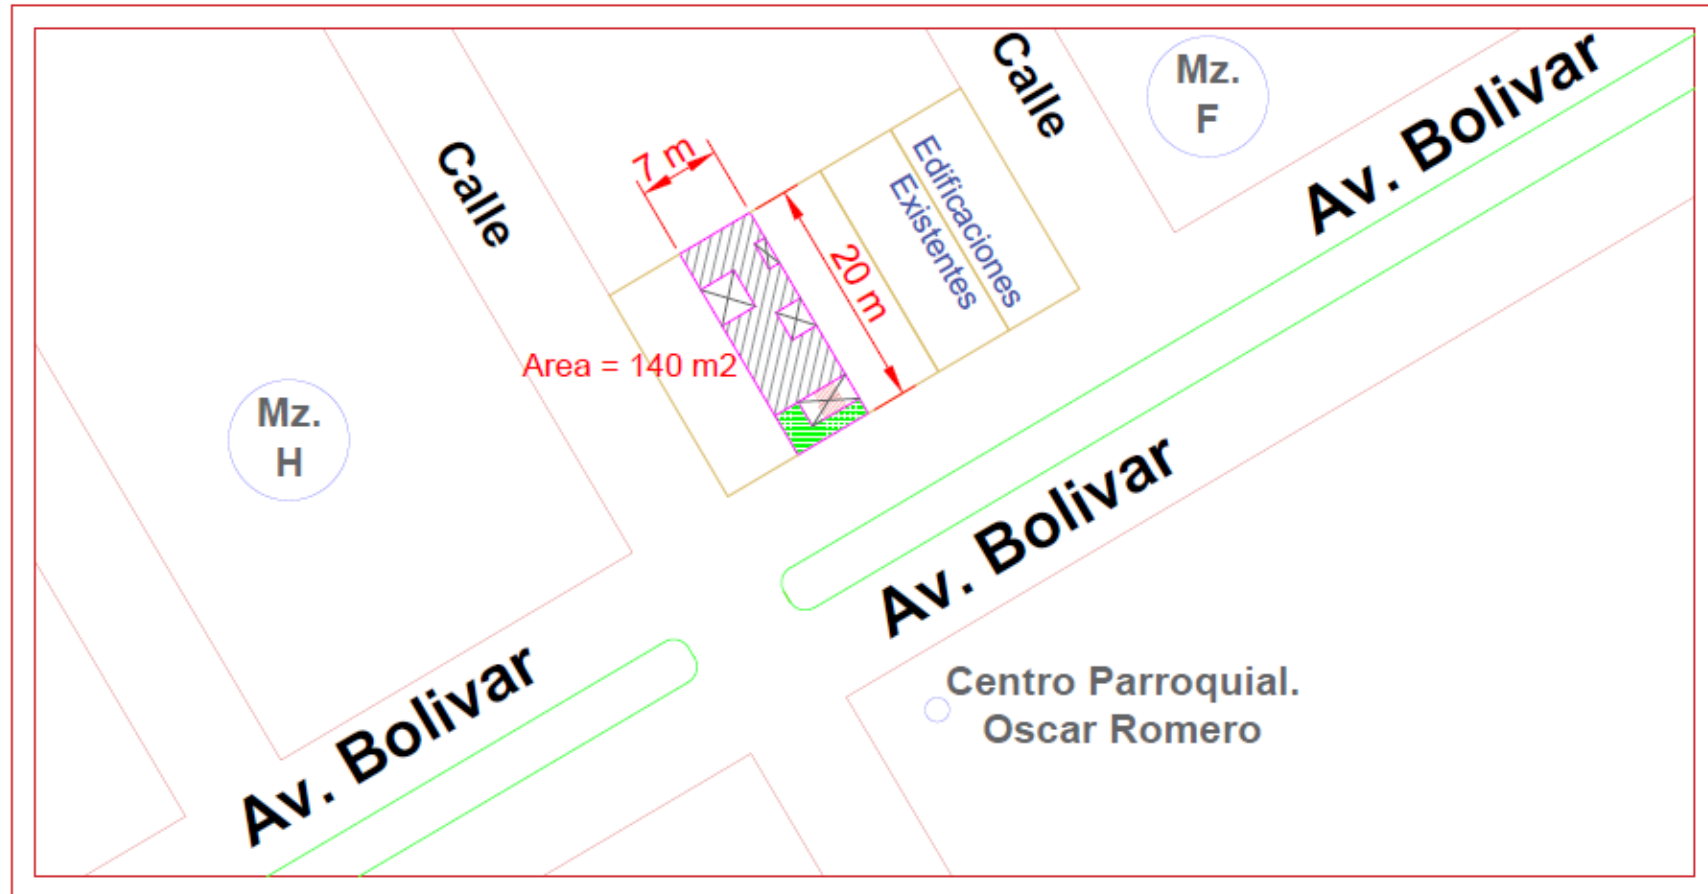 Calle
Mz.
F
Av. Bolivar
Calle
7 m
Edificaciones
Existentes
20 m
Area = 140 m2
Mz.
H
Av. Bolivar
Av. Bolivar
Centro Parroquial.
Oscar Romero